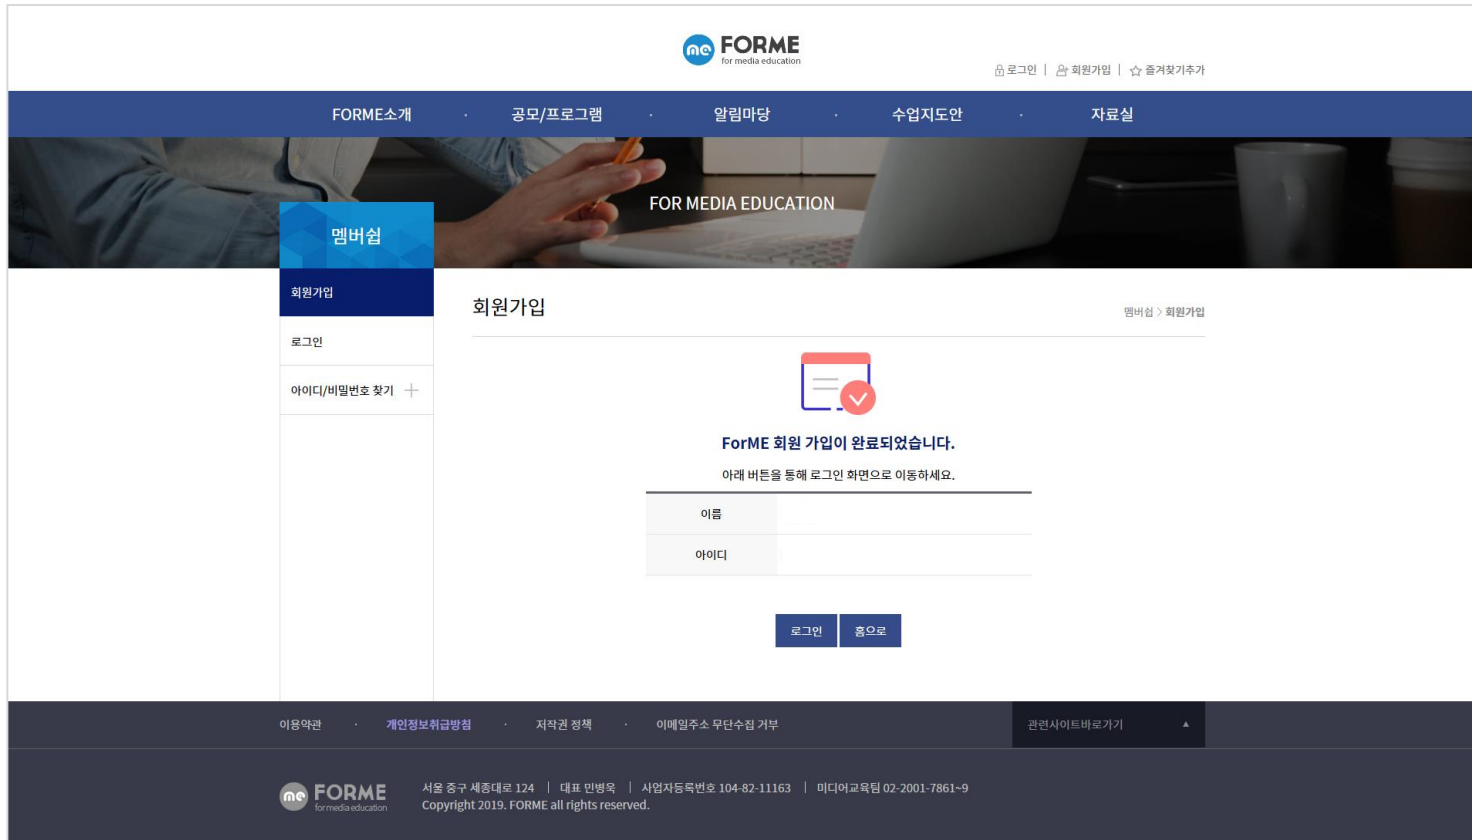 me FORME
for media education
로그인 | 회원가입 | 즐겨찾기추가
FORME소개 · 공모/프로그램 · 알림마당 · 수업지도안 · 자료실
FOR MEDIA EDUCATION
멤버쉽
회원가입
로그인
아이디/비밀번호 찾기
회원가입
멤버쉽 > 회원가입
ForME 회원 가입이 완료되었습니다.
아래 버튼을 통해 로그인 화면으로 이동하세요.
이름
아이디
로그인 홈으로
이용약관 · 개인정보취급방침 · 저작권 정책 · 이메일주소 무단수집 거부
관련사이트바로가기 ▲
me FORME
for media education
서울 중구 세종대로 124 | 대표 민병욱 | 사업자등록번호 104-82-11163 | 미디어교육팀 02-2001-7861~9
Copyright 2019. FORME all rights reserved.